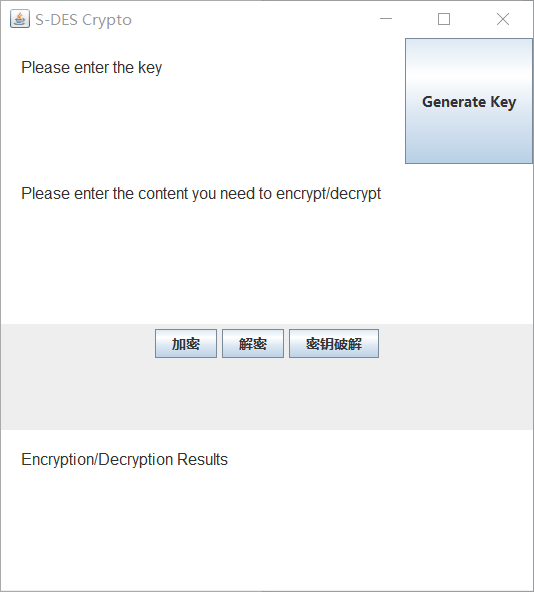 S-DES Crypto
Please enter the key
Generate Key
Please enter the content you need to encrypt/decrypt
加密 解密 密钥破解
Encryption/Decryption Results